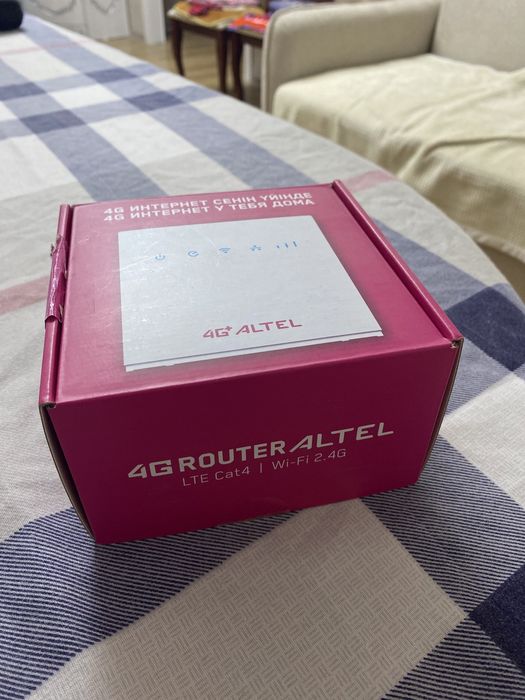 4G ИНТЕРНЕТ СЕНІҢ ҮЙІҢДЕ
4G ИНТЕРНЕТ У ТЕБЯ ДОМА
4G+ ALTEL
4G ROUTER ALTEL
LTE Cat4 | Wi-Fi 2.4G